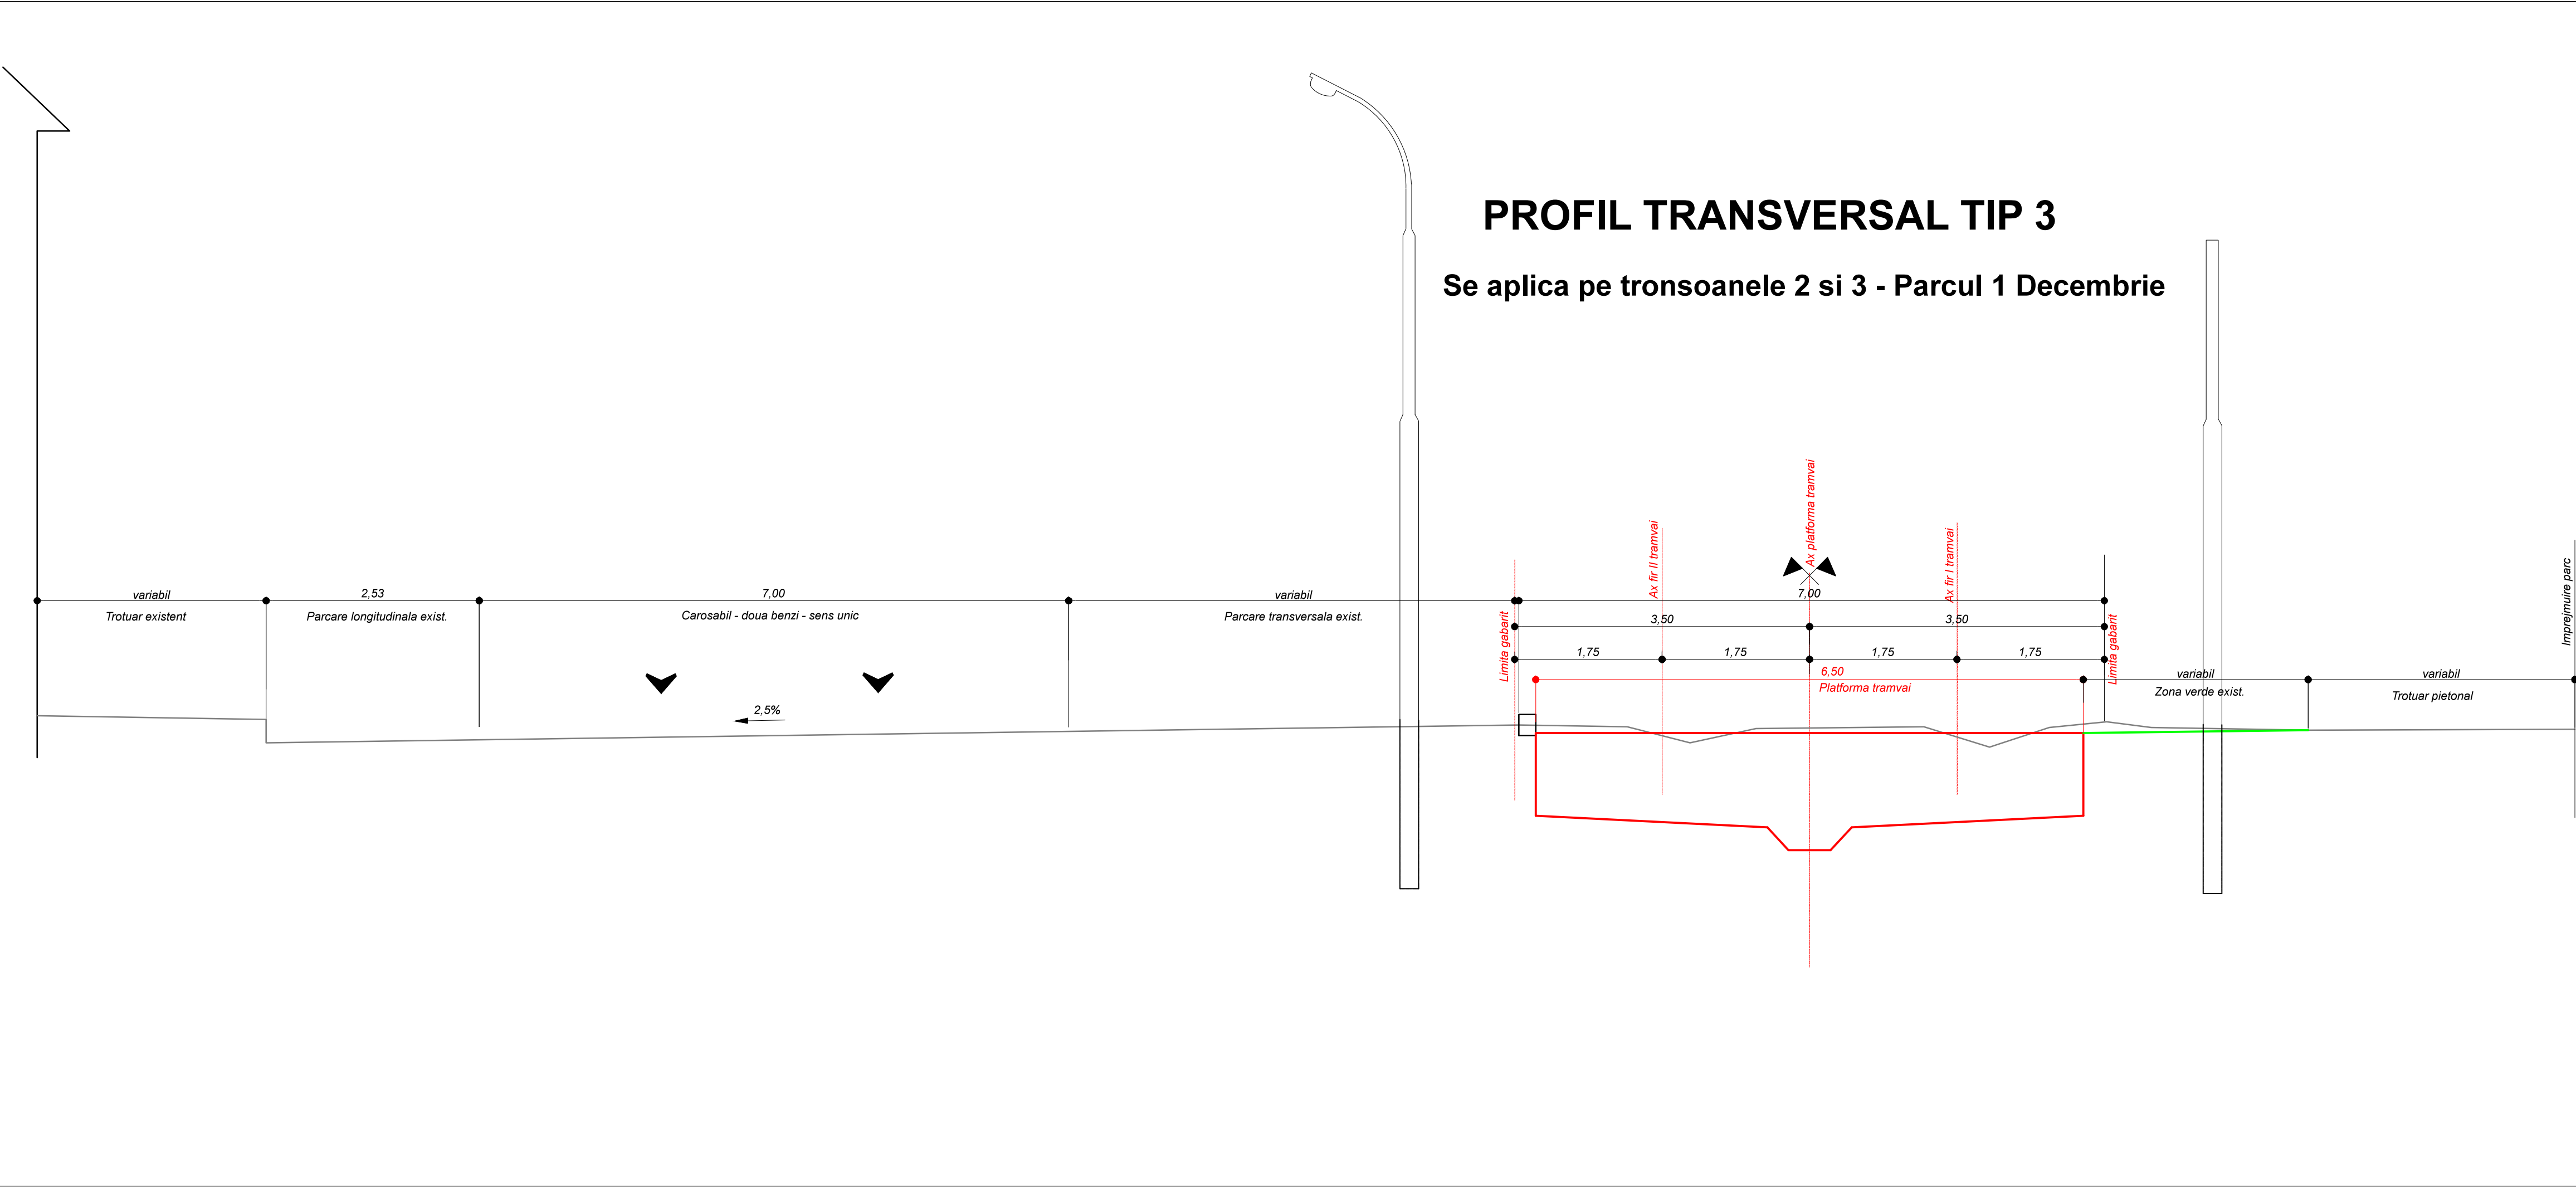 PROFIL TRANSVERSAL TIP 3
Se aplica pe tronsoanele 2 si 3 - Parcul 1 Decembrie
Ax platforma tramvai
Ax fir II tramvai
Ax fir I tramvai
Imprejmuire parc
variabil
Trotuar existent
2,53
Parcare longitudinala exist.
7,00
Carosabil - doua benzi - sens unic
variabil
Parcare transversala exist.
7,00
3,50
3,50
Limita gabarit
Limita gabarit
1,75
1,75
1,75
1,75
6,50
Platforma tramvai
variabil
Zona verde exist.
variabil
Trotuar pietonal
2,5%